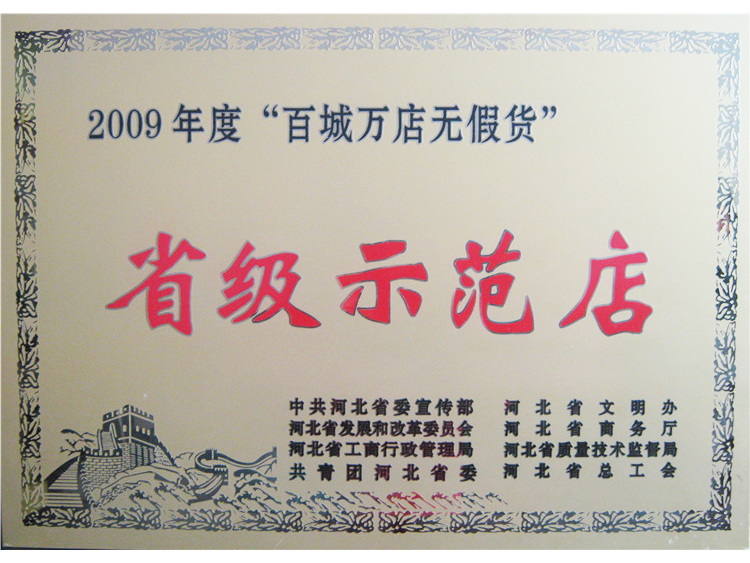 2009年度“百城万店无假货”
省级示范店
中共河北省委宣传部 河北省文明办
河北省发展和改革委员会 河北省商务厅
河北省工商行政管理局 河北省质量技术监督局
共青团河北省委 河北省总工会